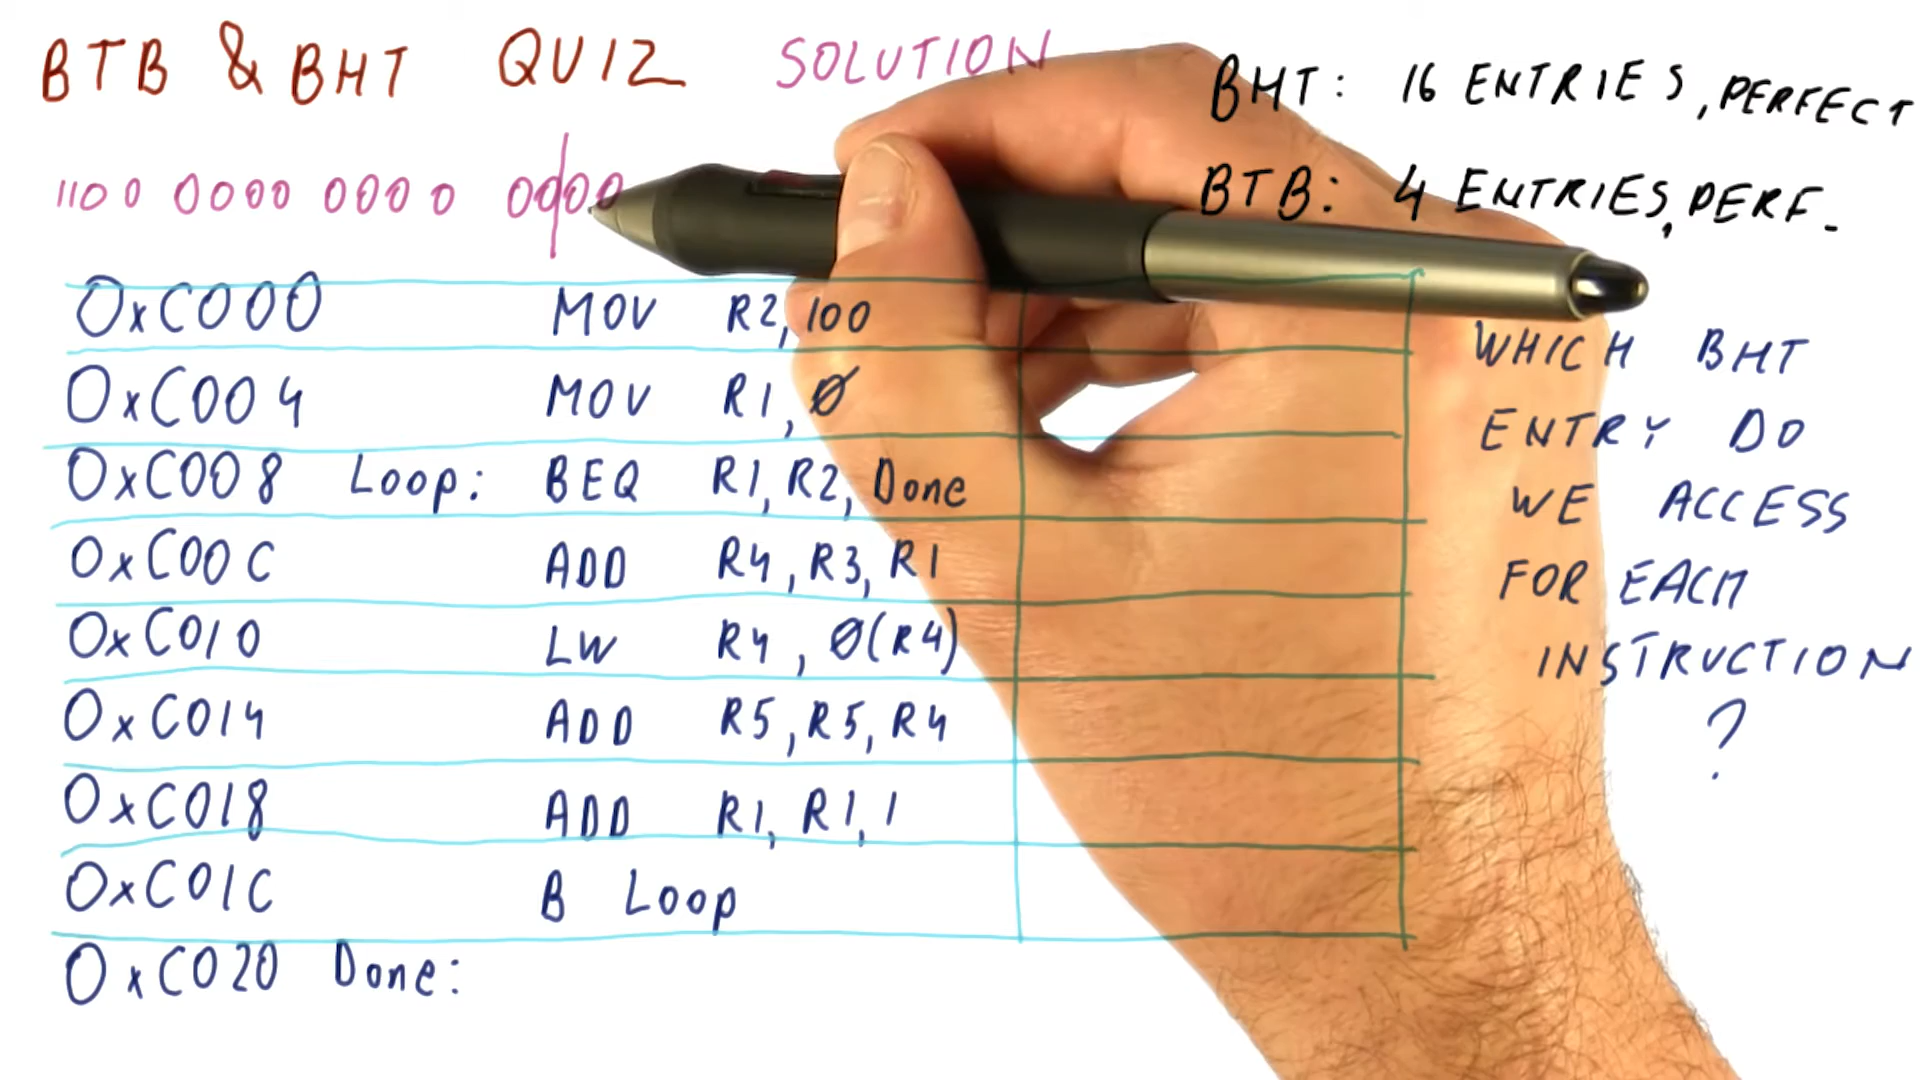 BTB & BHT QUIZ SOLUTION
BHT: 16 ENTRIES, PERFECT
BTB: 4 ENTRIES, PERF.
1100 0000 0000 0000
0xC000 MOV R2, 100
0xC004 MOV R1, Ø
0xC008 Loop: BEQ R1, R2, Done
0xC00C ADD R4, R3, R1
0xC010 LW R4, Ø(R4)
0xC014 ADD R5, R5, R4
0xC018 ADD R1, R1, 1
0xC01C B Loop
0xC020 Done:
WHICH BHT
ENTRY DO
WE ACCESS
FOR EACH
INSTRUCTION
?